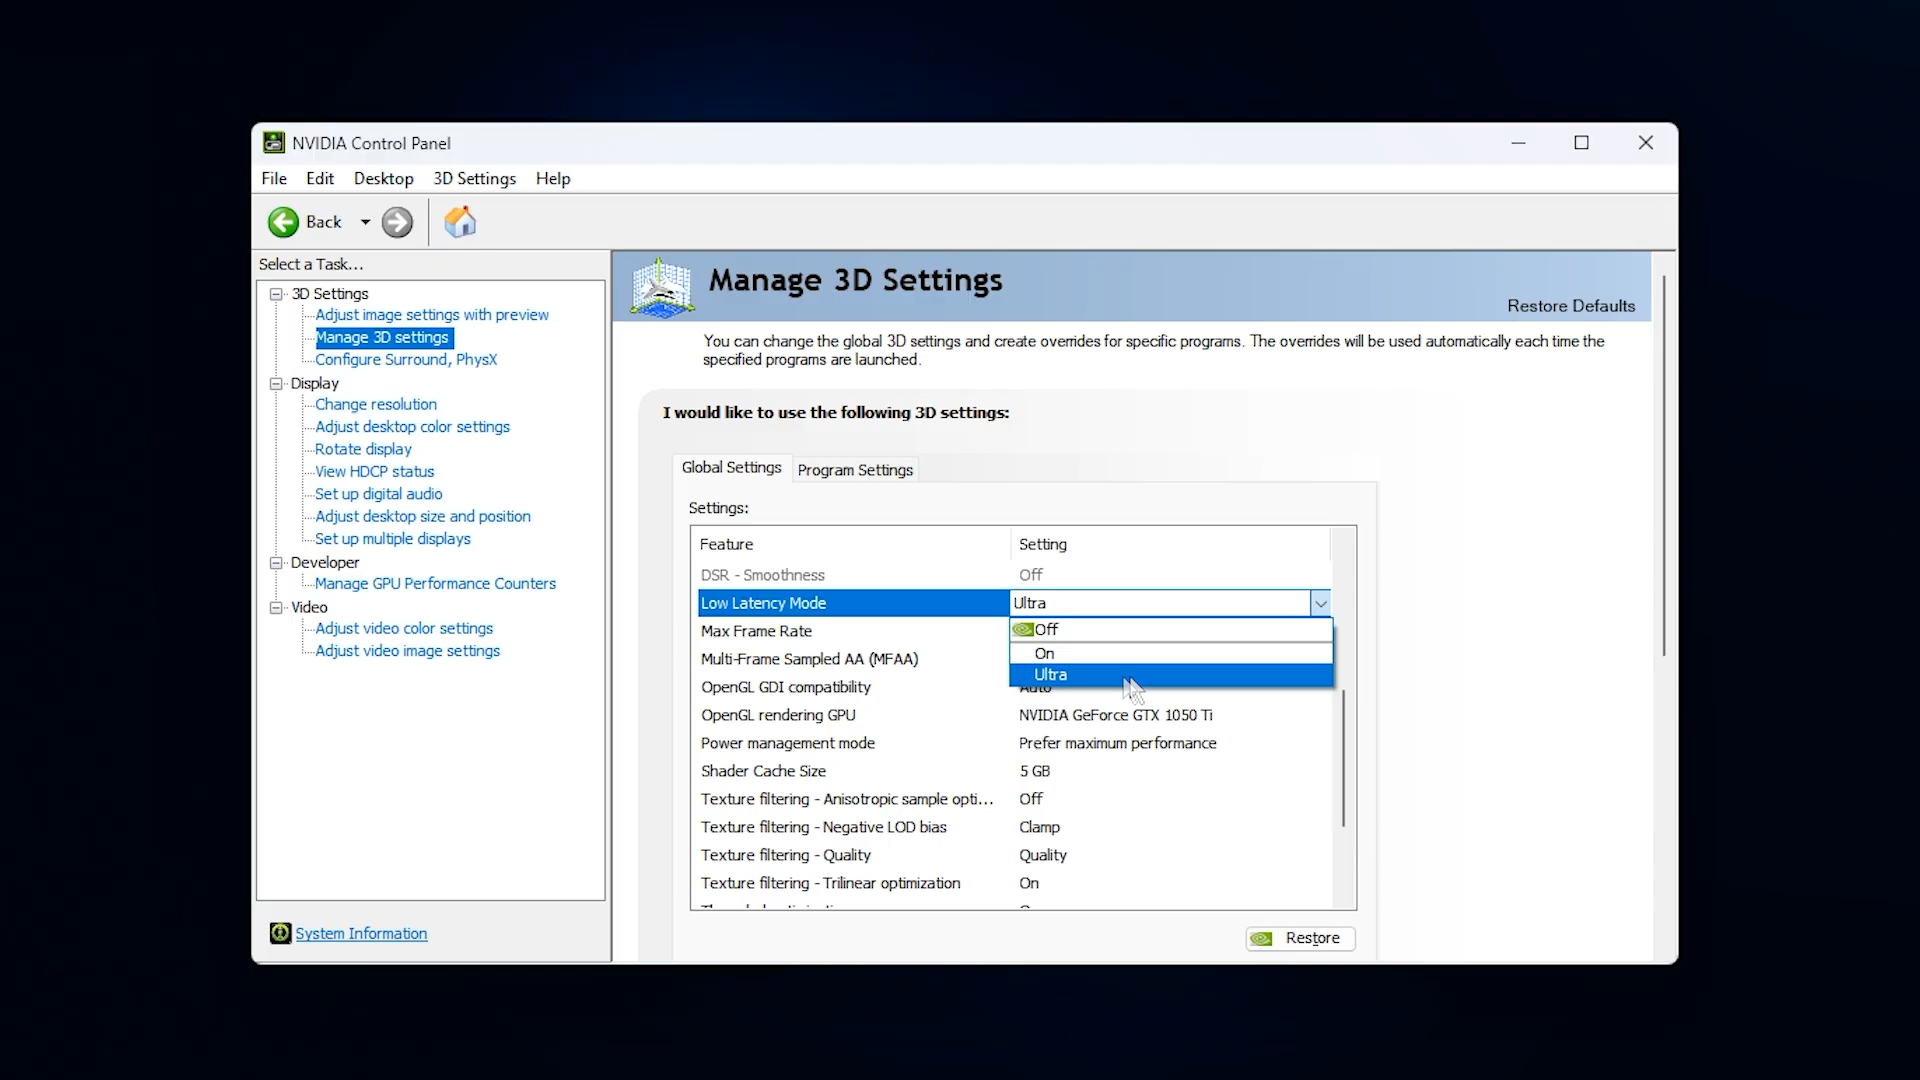 NVIDIA Control Panel
File Edit Desktop 3D Settings Help
Back
Select a Task...
3D Settings
Adjust image settings with preview
Manage 3D settings
Configure Surround, PhysX
Display
Change resolution
Adjust desktop color settings
Rotate display
View HDCP status
Set up digital audio
Adjust desktop size and position
Set up multiple displays
Developer
Manage GPU Performance Counters
Video
Adjust video color settings
Adjust video image settings
System Information
Manage 3D Settings
Restore Defaults
You can change the global 3D settings and create overrides for specific programs. The overrides will be used automatically each time the
specified programs are launched.
I would like to use the following 3D settings:
Global Settings Program Settings
Settings:
Feature Setting
DSR - Smoothness Off
Low Latency Mode Ultra
Off
On
Ultra
Max Frame Rate
Multi-Frame Sampled AA (MFAA)
OpenGL GDI compatibility Auto
OpenGL rendering GPU NVIDIA GeForce GTX 1050 Ti
Power management mode Prefer maximum performance
Shader Cache Size 5 GB
Texture filtering - Anisotropic sample opti... Off
Texture filtering - Negative LOD bias Clamp
Texture filtering - Quality Quality
Texture filtering - Trilinear optimization On
Restore